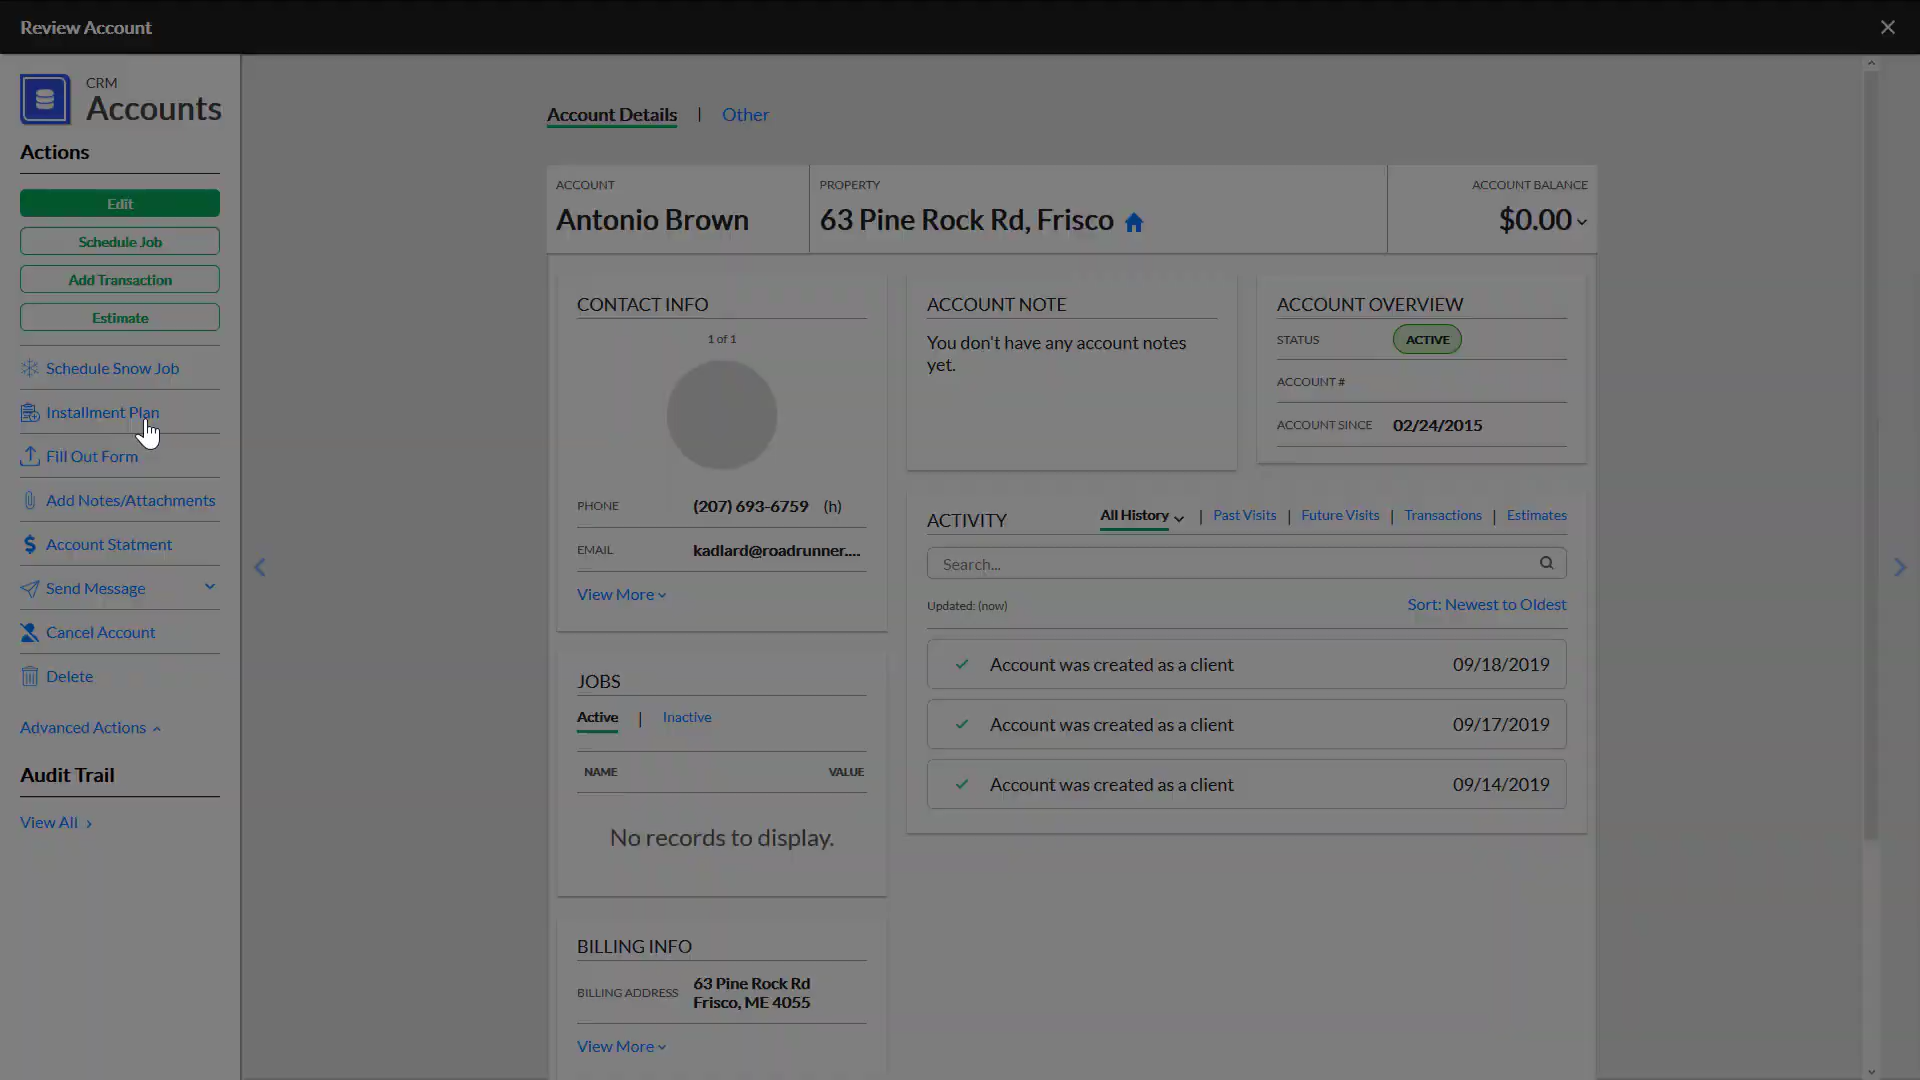 Review Account
CRM
Accounts
Actions
Edit
Schedule Job
Add Transaction
Estimate
Schedule Snow Job
Installment Plan
Fill Out Form
Add Notes/Attachments
Account Statment
Send Message
Cancel Account
Delete
Advanced Actions
Audit Trail
View All
Account Details | Other
ACCOUNT
Antonio Brown
PROPERTY
63 Pine Rock Rd, Frisco
ACCOUNT BALANCE
$0.00
CONTACT INFO
1 of 1
PHONE (207) 693-6759 (h)
EMAIL kadlard@roadrunner....
View More
JOBS
Active | Inactive
NAME VALUE
No records to display.
BILLING INFO
BILLING ADDRESS 63 Pine Rock Rd
Frisco, ME 4055
View More
ACCOUNT NOTE
You don't have any account notes
yet.
ACCOUNT OVERVIEW
STATUS ACTIVE
ACCOUNT #
ACCOUNT SINCE 02/24/2015
ACTIVITY All History | Past Visits | Future Visits | Transactions | Estimates
Search...
Updated: (now) Sort: Newest to Oldest
Account was created as a client 09/18/2019
Account was created as a client 09/17/2019
Account was created as a client 09/14/2019